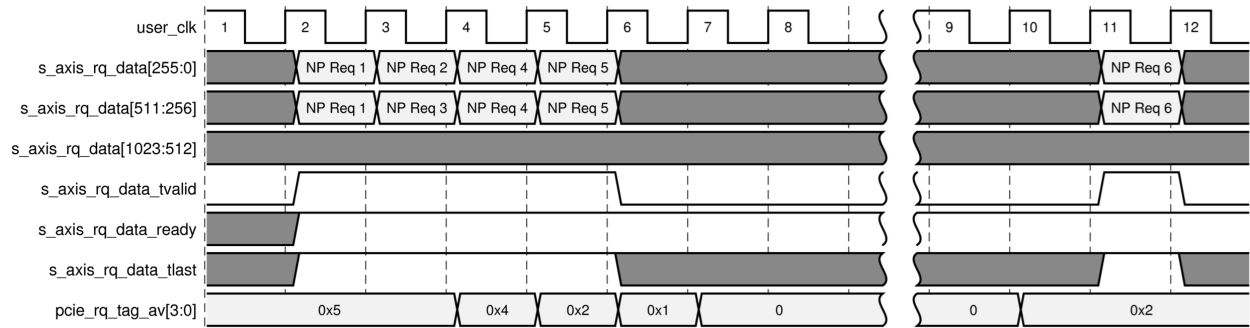 user_clk 1 2 3 4 5 6 7 8 9 10 11 12
s_axis_rq_data[255:0] NP Req 1 NP Req 2 NP Req 4 NP Req 5 NP Req 6
s_axis_rq_data[511:256] NP Req 1 NP Req 3 NP Req 4 NP Req 5 NP Req 6
s_axis_rq_data[1023:512]
s_axis_rq_data_tvalid
s_axis_rq_data_ready
s_axis_rq_data_tlast
pcie_rq_tag_av[3:0] 0x5 0x4 0x2 0x1 0 0 0x2